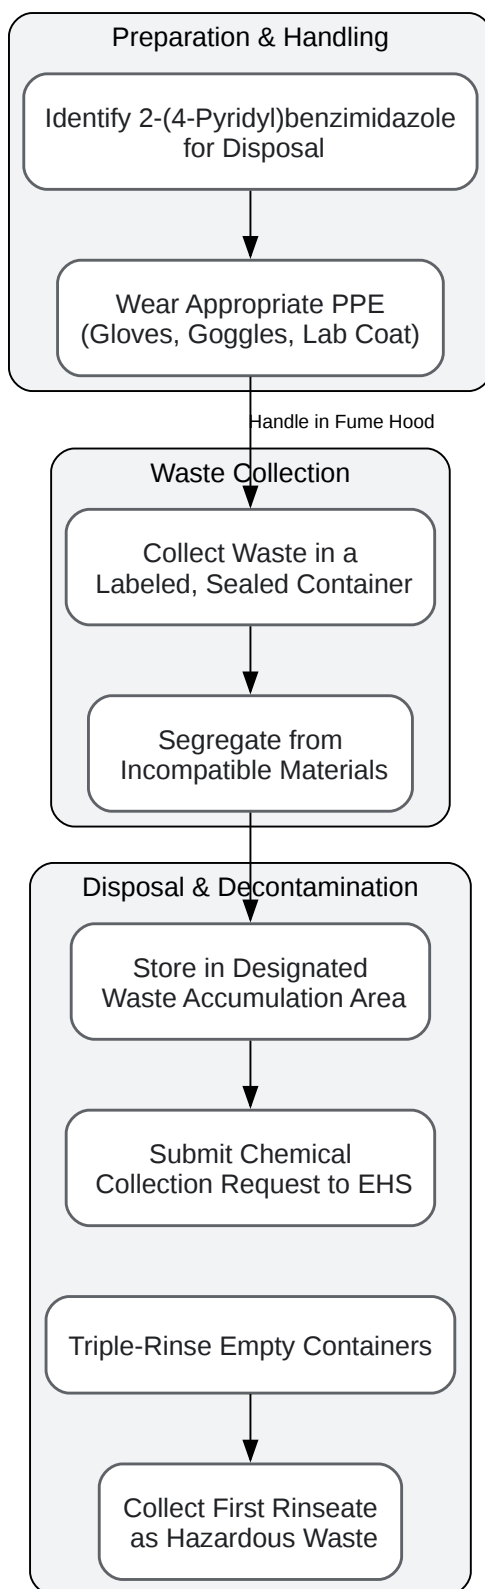 Preparation & Handling
Identify 2-(4-Pyridyl)benzimidazole
for Disposal
Wear Appropriate PPE
(Gloves, Goggles, Lab Coat)
Handle in Fume Hood
Waste Collection
Collect Waste in a
Labeled, Sealed Container
Segregate from
Incompatible Materials
Disposal & Decontamination
Store in Designated
Waste Accumulation Area
Submit Chemical
Collection Request to EHS
Triple-Rinse Empty Containers
Collect First Rinseate
as Hazardous Waste